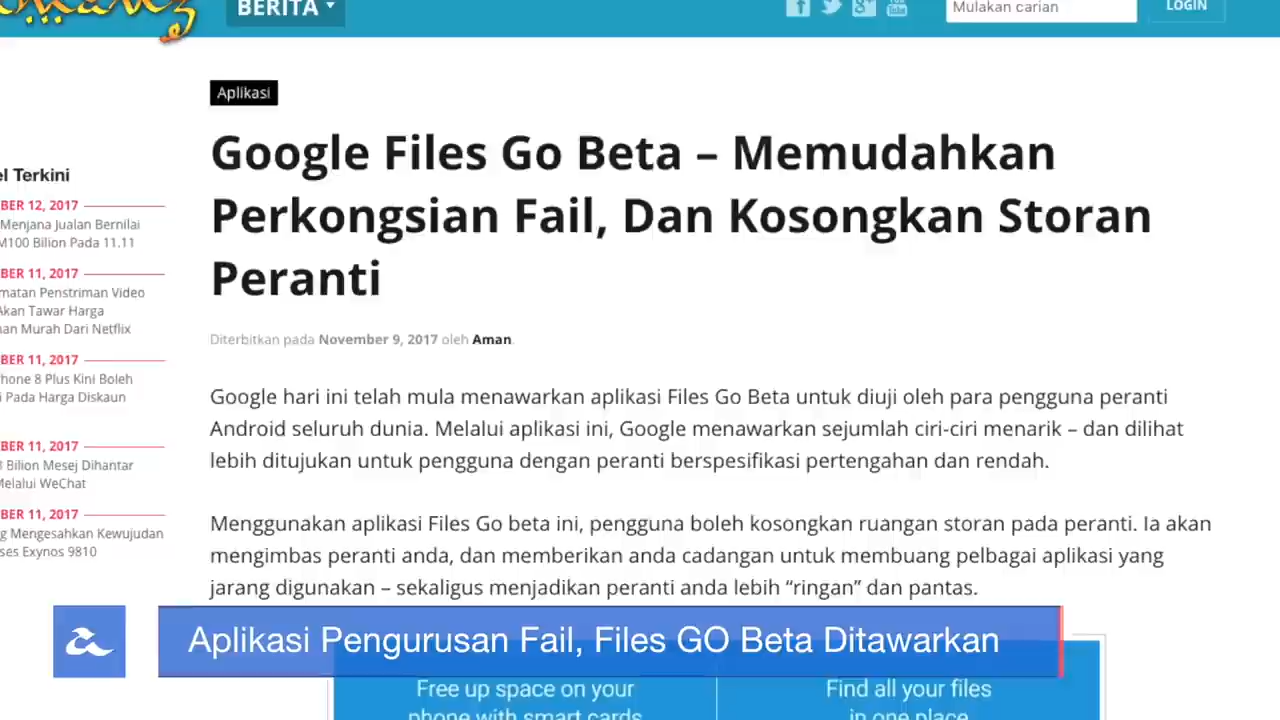 BERITA
Mulakan carian
LOGIN
Aplikasi
Google Files Go Beta – Memudahkan
Perkongsian Fail, Dan Kosongkan Storan
Peranti
Diterbitkan pada November 9, 2017 oleh Aman.
Google hari ini telah mula menawarkan aplikasi Files Go Beta untuk diuji oleh para pengguna peranti
Android seluruh dunia. Melalui aplikasi ini, Google menawarkan sejumlah ciri-ciri menarik – dan dilihat
lebih ditujukan untuk pengguna dengan peranti berspesifikasi pertengahan dan rendah.
Menggunakan aplikasi Files Go beta ini, pengguna boleh kosongkan ruangan storan pada peranti. Ia akan
mengimbas peranti anda, dan memberikan anda cadangan untuk membuang pelbagai aplikasi yang
jarang digunakan – sekaligus menjadikan peranti anda lebih “ringan” dan pantas.
Terkini
BER 12, 2017
Menjana Jualan Bernilai
M100 Bilion Pada 11.11
BER 11, 2017
matan Penstriman Video
Akan Tawar Harga
an Murah Dari Netflix
BER 11, 2017
hone 8 Plus Kini Boleh
i Pada Harga Diskaun
BER 11, 2017
Bilion Mesej Dihantar
Melalui WeChat
BER 11, 2017
g Mengesahkan Kewujudan
ses Exynos 9810
Aplikasi Pengurusan Fail, Files GO Beta Ditawarkan
Free up space on your
phone with smart cards
Find all your files
in one place